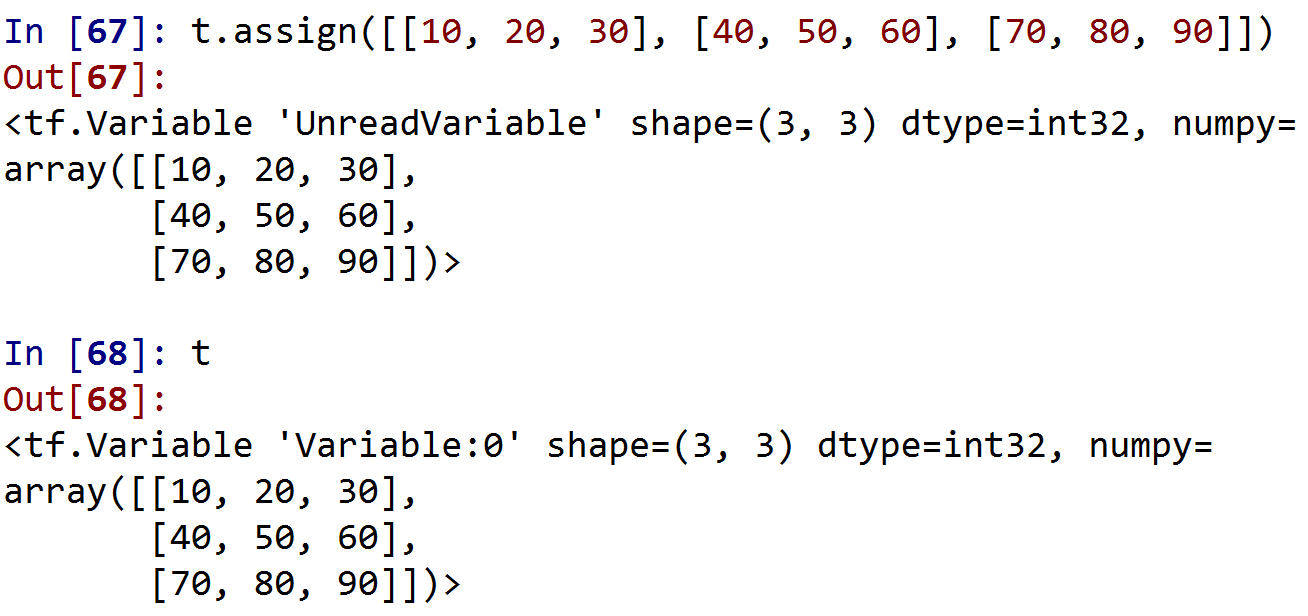 In [67]: t.assign([[10, 20, 30], [40, 50, 60], [70, 80, 90]])
Out[67]:
<tf.Variable 'UnreadVariable' shape=(3, 3) dtype=int32, numpy=
array([[10, 20, 30],
       [40, 50, 60],
       [70, 80, 90]])>
In [68]: t
Out[68]:
<tf.Variable 'Variable:0' shape=(3, 3) dtype=int32, numpy=
array([[10, 20, 30],
       [40, 50, 60],
       [70, 80, 90]])>